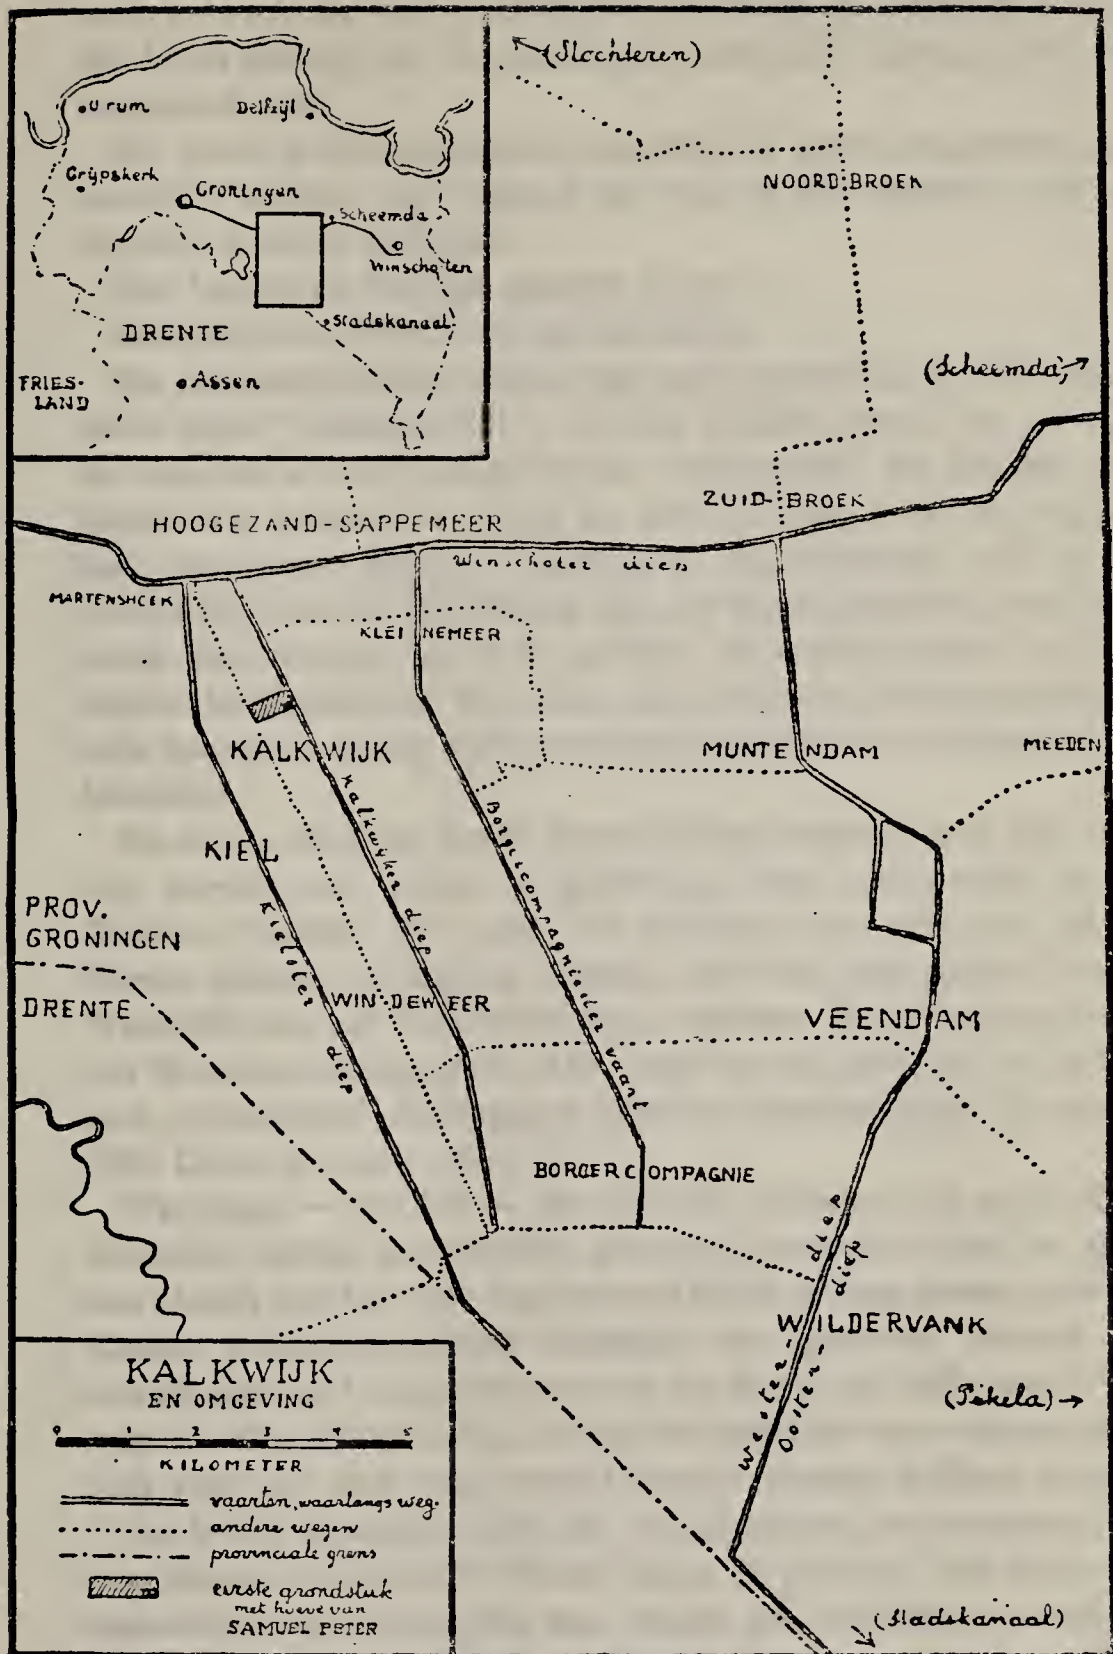 (Slochteren)
Urum
Delfzijl
Grijpskerk
Groningen
Scheemda
Winschoten
Stadskanaal
DRENTE
Assen
FRIES-
LAND
NOORDBROEK
(Scheemda)
ZUID-BROEK
HOOGEZAND-SAPPEMEER
Winschoter diep
MARTENSHOEK
KLEINEMEER
KALKWIJK
Kalkwijker diep
MUNTENDAM
MEEDEN
KIEL
Kielster diep
Borgercompagniester vaart
PROV.
GRONINGEN
DRENTE
WINDEWEER
VEENDAM
BORGERCOMPAGNIE
Wester-diep
Ooster-diep
WILDERVANK
(Pekela)
(Stadskanaal)
KALKWIJK
EN OMGEVING
0 1 2 3 4 5
KILOMETER
vaarten, waarlangs weg.
andere wegen
provinciale grens
eerste grondstuk
met hoeve van
SAMUEL PETER